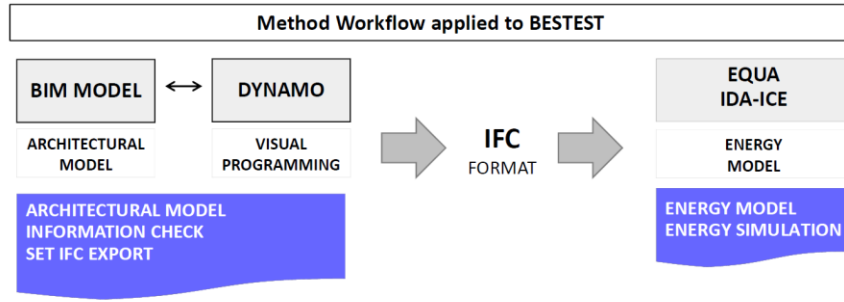 Method Workflow applied to BESTEST
BIM MODEL
DYNAMO
ARCHITECTURAL
MODEL
VISUAL
PROGRAMMING
IFC
FORMAT
EQUA
IDA-ICE
ENERGY
MODEL
ARCHITECTURAL MODEL
INFORMATION CHECK
SET IFC EXPORT
ENERGY MODEL
ENERGY SIMULATION